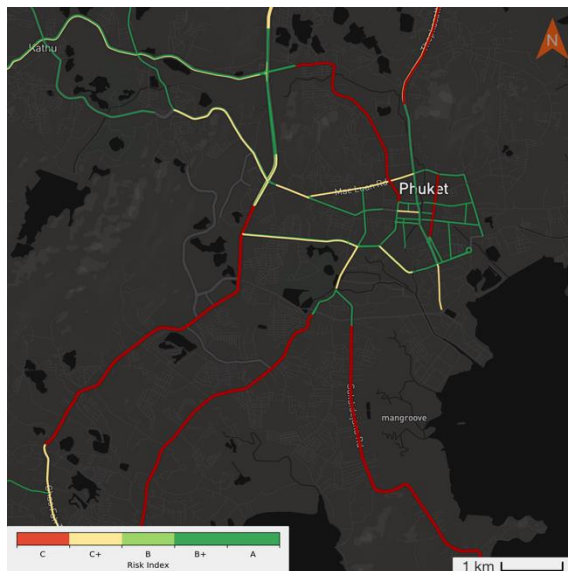 N
Kathu
Mae Luan Rd
Phuket
mangroove
C C+ B B+ A
Risk Index
1 km